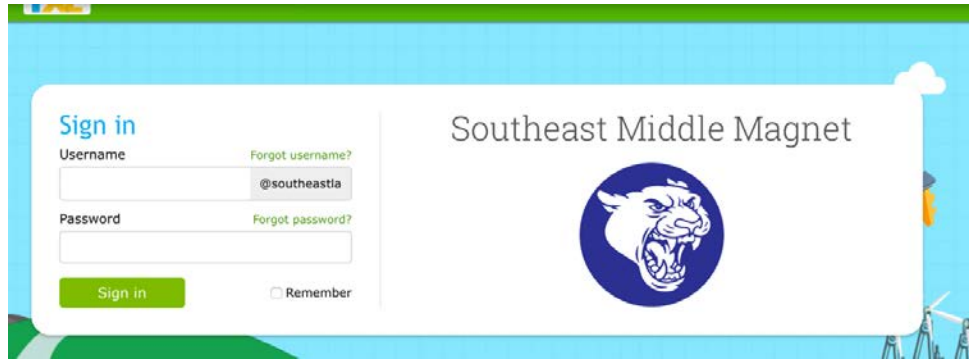 Sign in
Username Forgot username?
@southeastla
Password Forgot password?
Sign in Remember
Southeast Middle Magnet